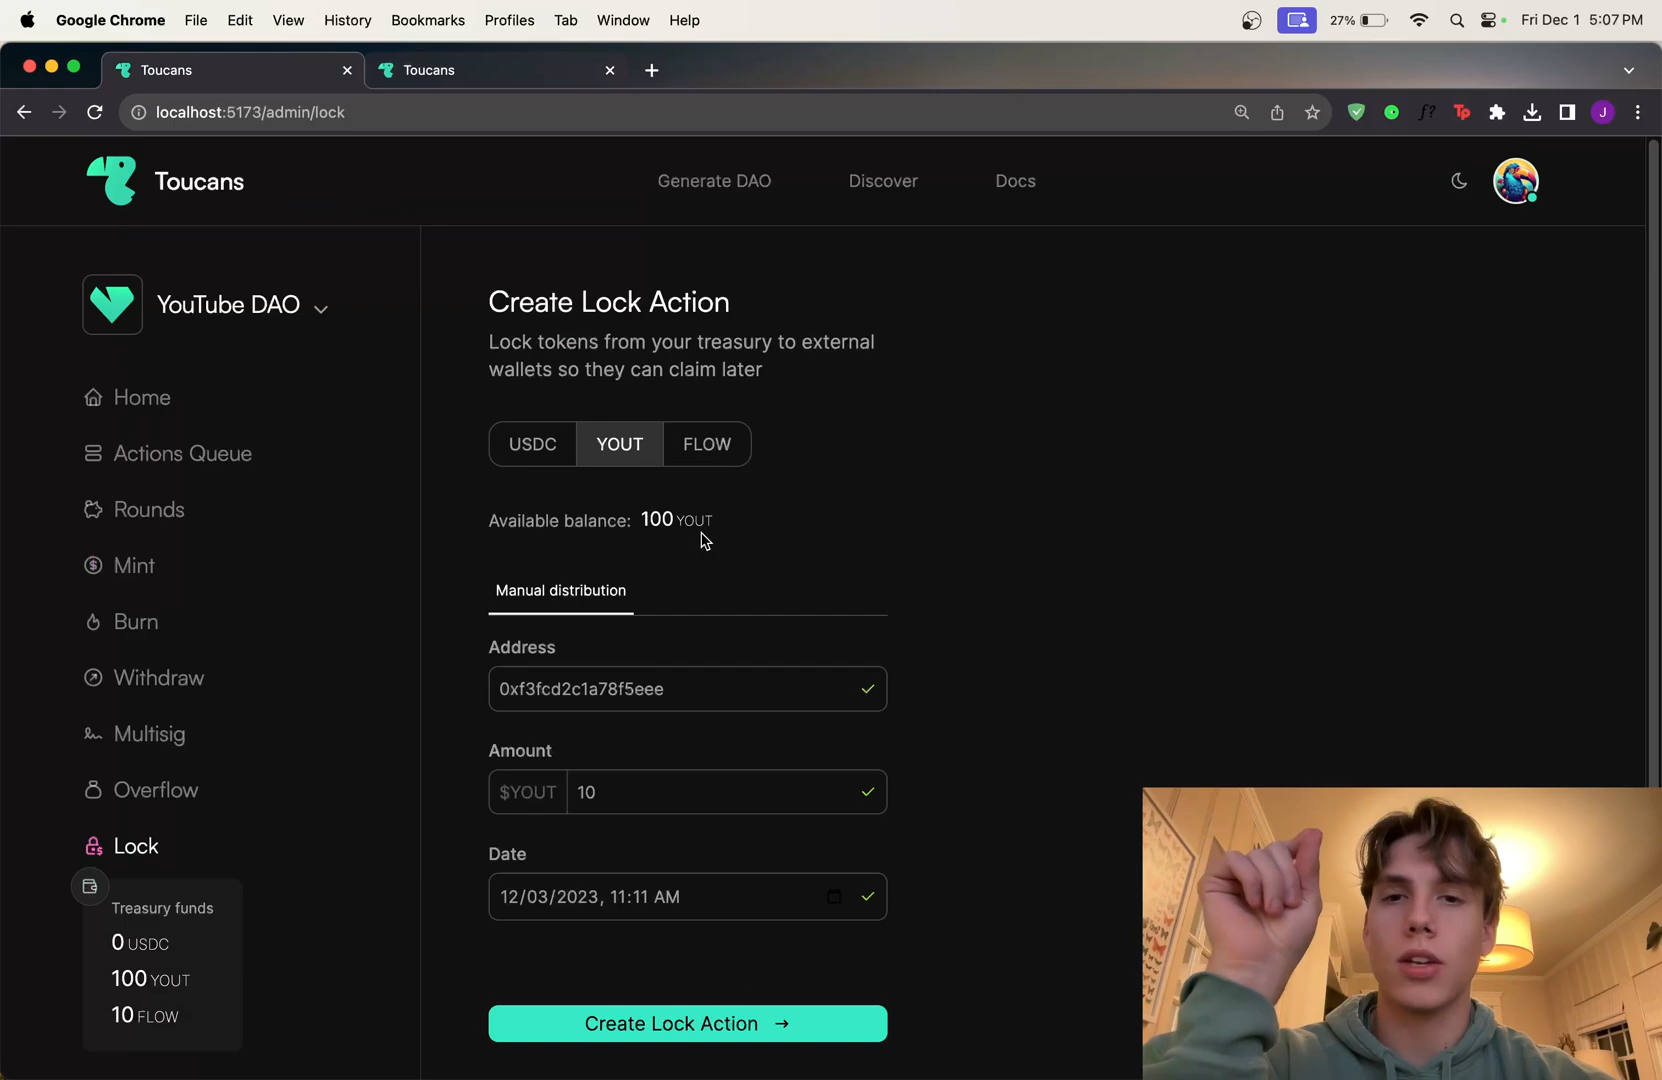 Google Chrome File Edit View History Bookmarks Profiles Tab Window Help 27% Fri Dec 1 5:07 PM
Toucans Toucans
localhost:5173/admin/lock f? Tp J
Toucans Generate DAO Discover Docs
YouTube DAO
Home
Actions Queue
Rounds
Mint
Burn
Withdraw
Multisig
Overflow
Lock
Treasury funds
0 USDC
100 YOUT
10 FLOW
Create Lock Action
Lock tokens from your treasury to external
wallets so they can claim later
USDC YOUT FLOW
Available balance: 100 YOUT
Manual distribution
Address
0xf3fcd2c1a78f5eee
Amount
$YOUT 10
Date
12/03/2023, 11:11 AM
Create Lock Action →